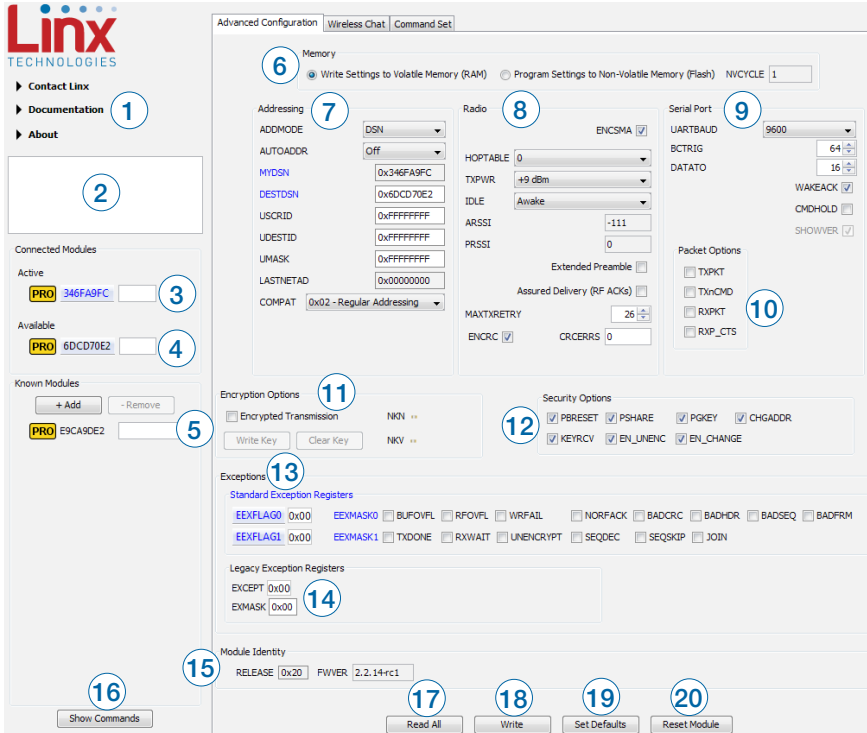 Linx
TECHNOLOGIES
Contact Linx
Documentation
About
1
2
Connected Modules
Active
PRO 346FA9FC
3
Available
PRO 6DCD70E2
4
Known Modules
+ Add - Remove
PRO E9CA9DE2
5
16
Show Commands
Advanced Configuration Wireless Chat Command Set
Memory
6
Write Settings to Volatile Memory (RAM) Program Settings to Non-Volatile Memory (Flash) NVCYCLE 1
Addressing
7
ADDMODE DSN
AUTOADDR Off
MYDSN 0x346FA9FC
DESTDSN 0x6DCD70E2
USCRID 0xFFFFFFFF
UDESTID 0xFFFFFFFF
UMASK 0xFFFFFFFF
LASTNETAD 0x00000000
COMPAT 0x02 - Regular Addressing
Radio
8
ENCSMA
HOPTABLE 0
TXPWR +9 dBm
IDLE Awake
ARSSI -111
PRSSI 0
Extended Preamble
Assured Delivery (RF ACKs)
MAXTXRETRY 26
ENCRC CRCERRS 0
Serial Port
9
UARTBAUD 9600
BCTRIG 64
DATATO 16
WAKEACK
CMDHOLD
SHOWVER
Packet Options
TXPKT
TXnCMD
RXPKT
RXP_CTS
10
Encryption Options
11
Encrypted Transmission NKN
Write Key Clear Key NKV
Security Options
12
PBRESET PSHARE PGKEY CHGADDR
KEYRCV EN_UNENC EN_CHANGE
13
Exceptions
Standard Exception Registers
EEXFLAG0 0x00 EEXMASK0 BUFOVFL RFOVFL WRFAIL NORFACK BADCRC BADHDR BADSEQ BADFRM
EEXFLAG1 0x00 EEXMASK1 TXDONE RXWAIT UNENCRYPT SEQDEC SEQSKIP JOIN
Legacy Exception Registers
EXCEPT 0x00
EXMASK 0x00
14
Module Identity
15
RELEASE 0x20 FWVER 2.2.14-rc1
17 18 19 20
Read All Write Set Defaults Reset Module